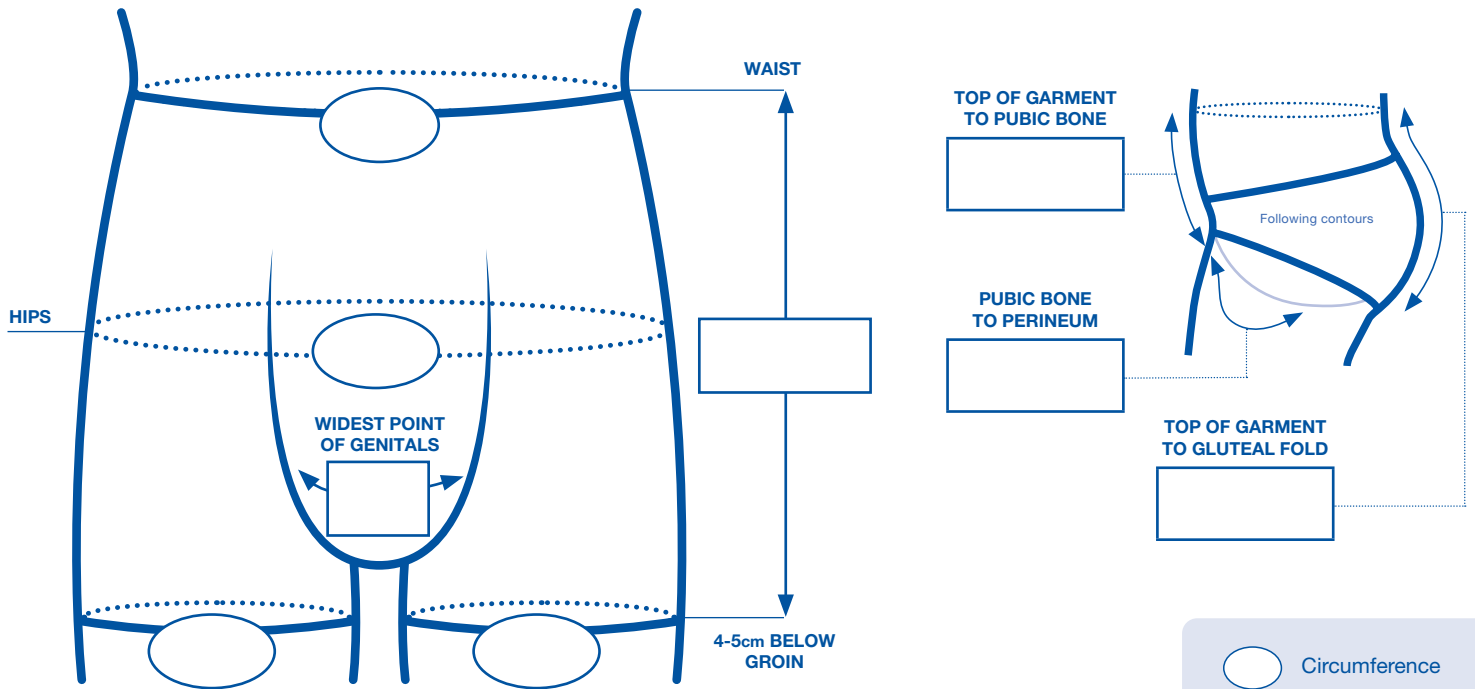 WAIST
HIPS
WIDEST POINT
OF GENITALS
4-5cm BELOW
GROIN
TOP OF GARMENT
TO PUBIC BONE
Following contours
PUBIC BONE
TO PERINEUM
TOP OF GARMENT
TO GLUTEAL FOLD
Circumference